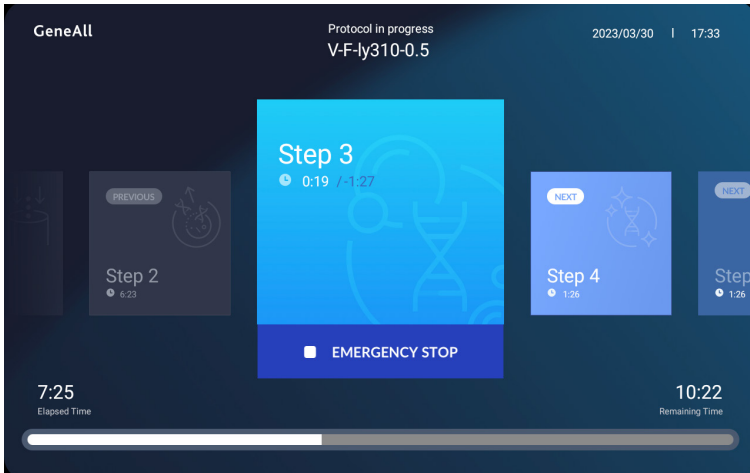 GeneAll
Protocol in progress
V-F-ly310-0.5
2023/03/30 | 17:33
PREVIOUS
Step 2
6:23
Step 3
0:19 / -1:27
EMERGENCY STOP
NEXT
Step 4
1:26
NEXT
Step
1:26
7:25
Elapsed Time
10:22
Remaining Time